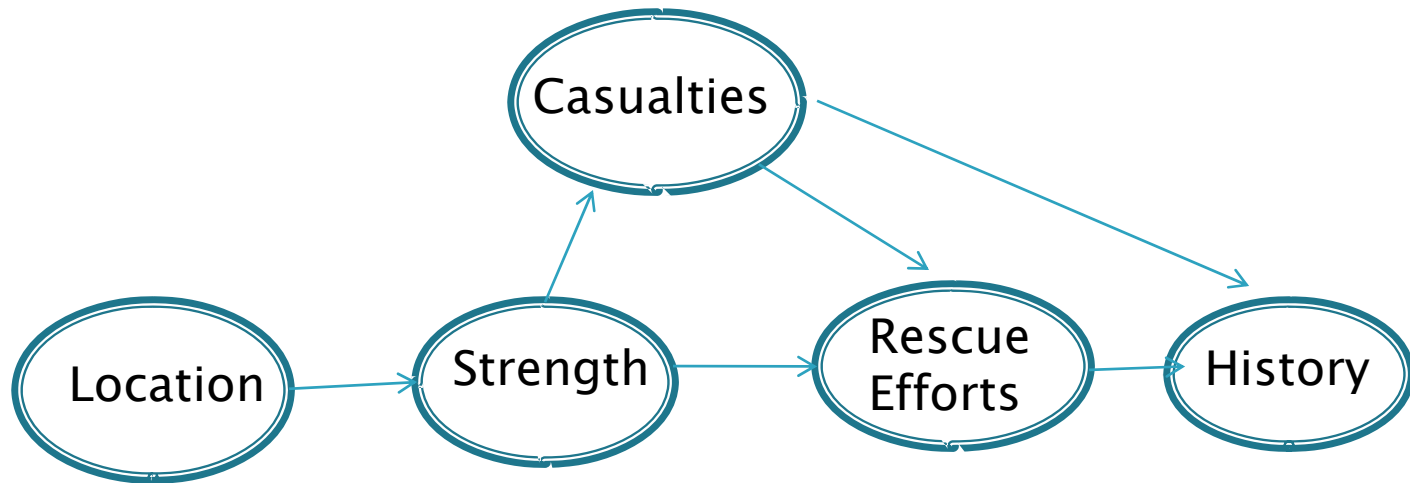 Casualties
Location
Strength
Rescue
Efforts
History